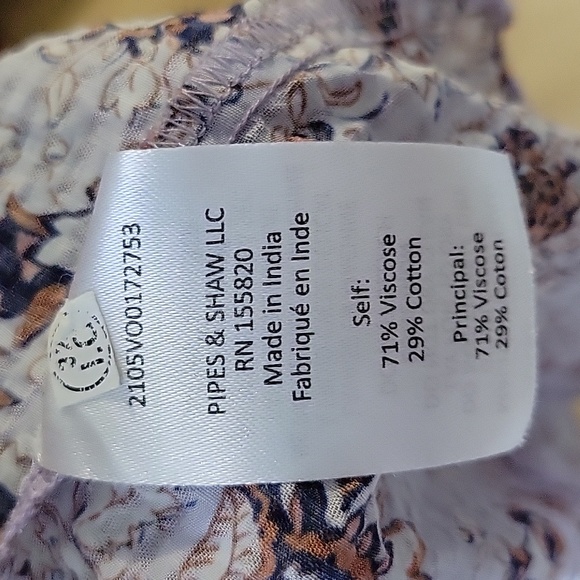 2105VO0172753
PIPES & SHAW LLC
RN 155820
Made in India
Fabriqué en Inde
Self:
71% Viscose
29% Cotton
Principal:
71% Viscose
29% Coton